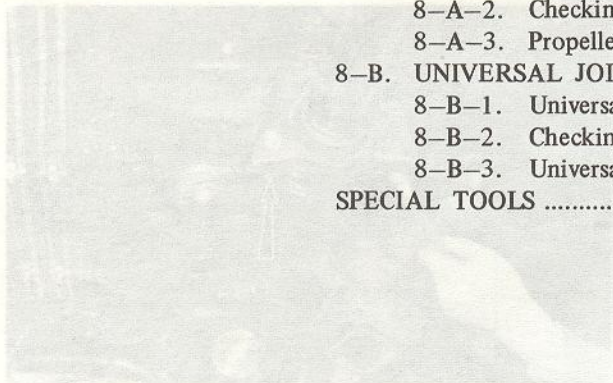 8–A–2. Checkin
8–A–3. Propelle
8–B. UNIVERSAL JOI
8–B–1. Universa
8–B–2. Checkin
8–B–3. Universa
SPECIAL TOOLS ..........